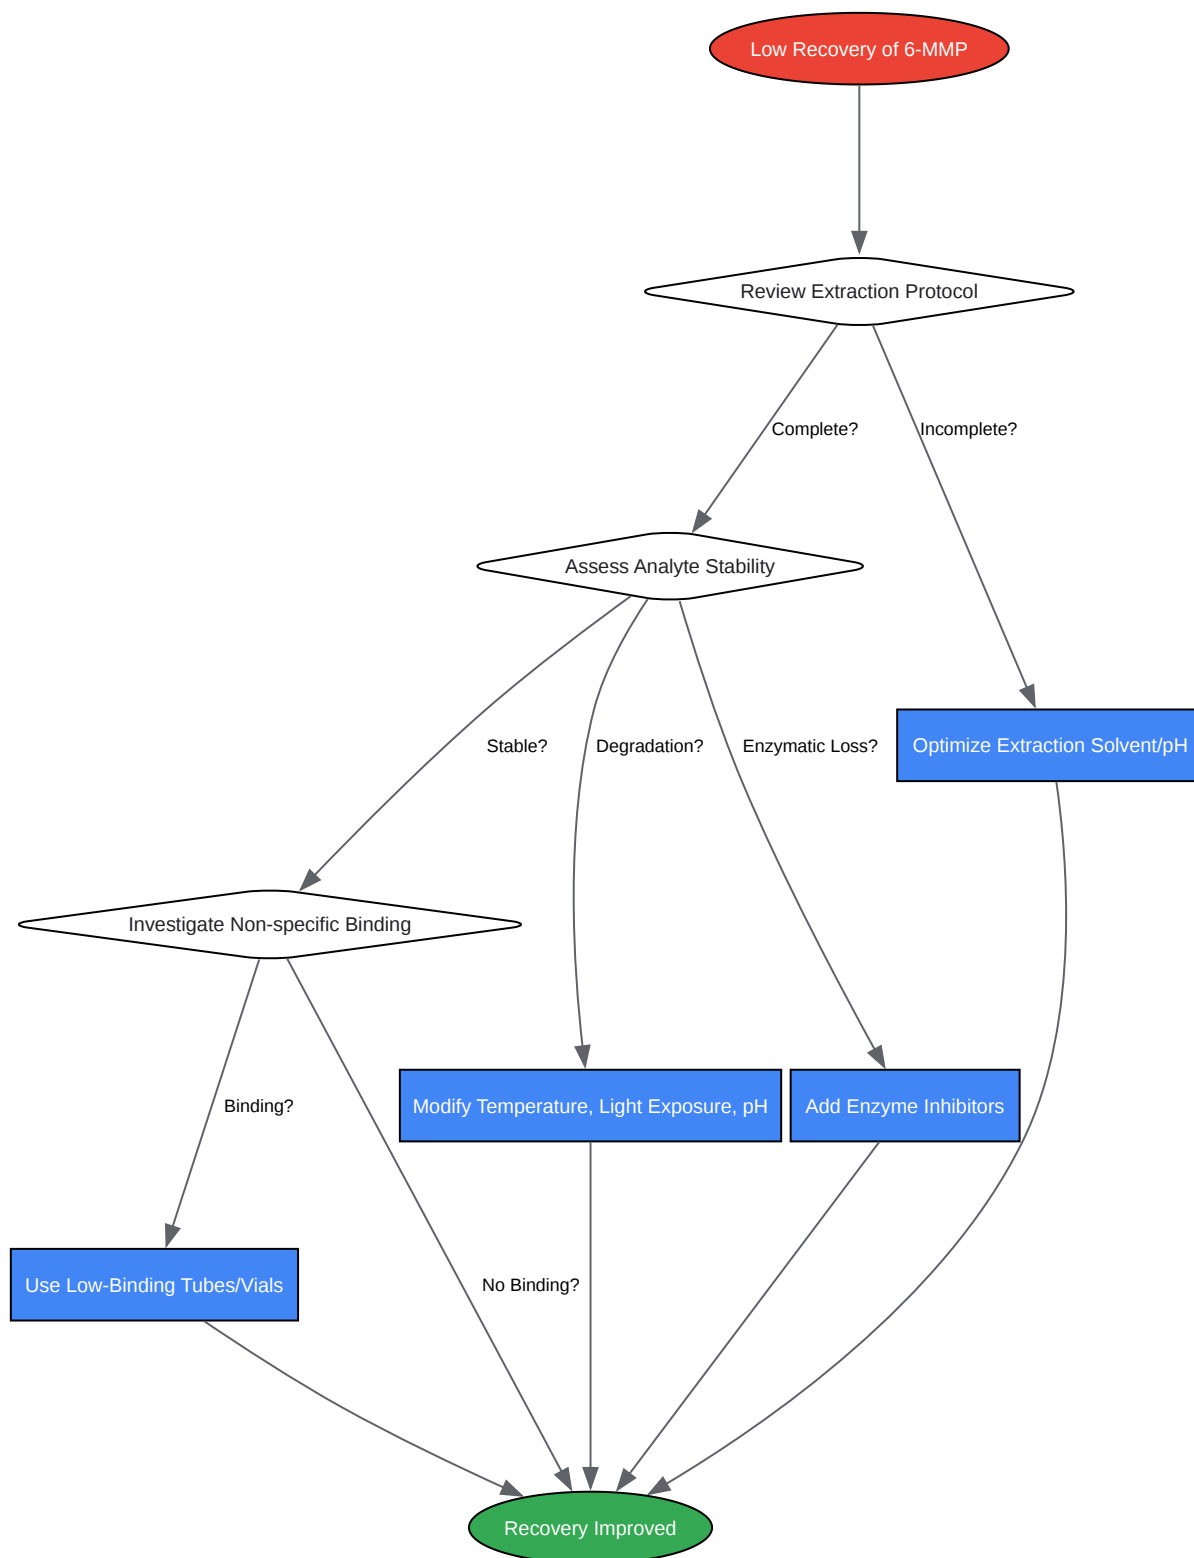 Low Recovery of 6-MMP
Review Extraction Protocol
Complete?
Incomplete?
Assess Analyte Stability
Stable?
Degradation?
Enzymatic Loss?
Optimize Extraction Solvent/pH
Investigate Non-specific Binding
Binding?
Modify Temperature, Light Exposure, pH
Add Enzyme Inhibitors
Use Low-Binding Tubes/Vials
No Binding?
Recovery Improved